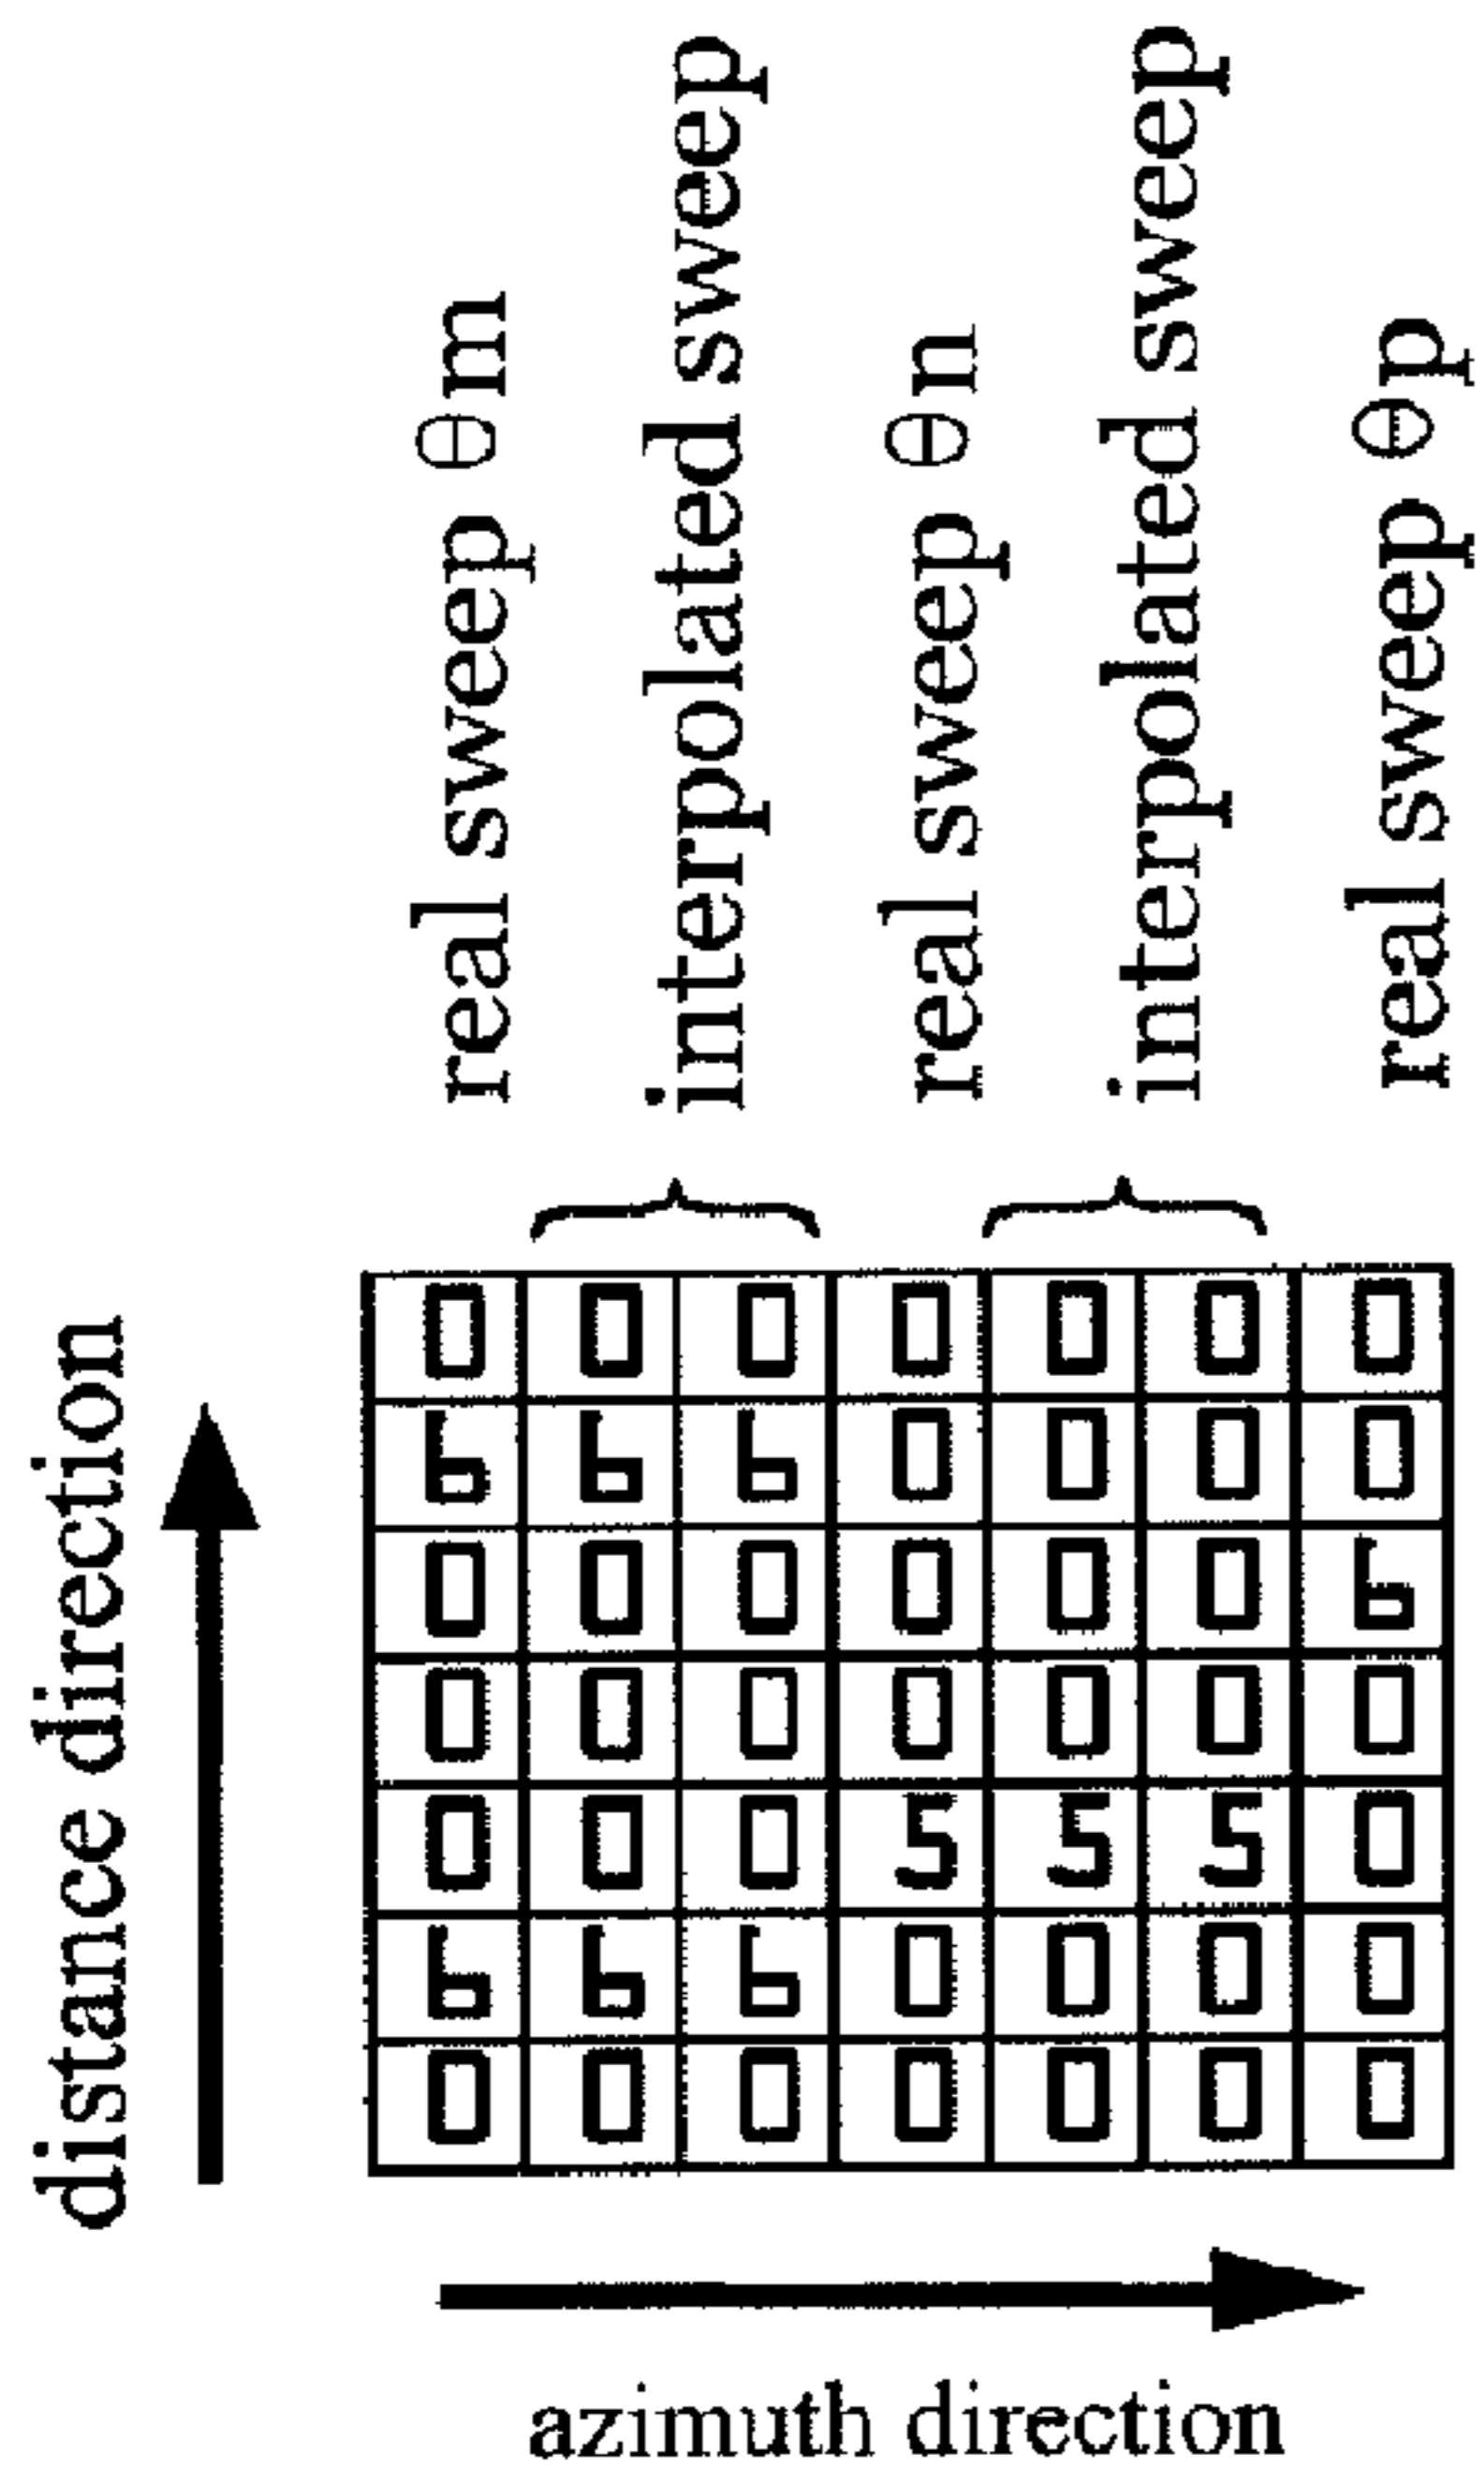 distance direction
real sweep θm
interpolated sweep
real sweep θn
interpolated sweep
real sweep θp
0 0 0 0 0 0 0
6 6 6 0 0 0 0
0 0 0 0 0 0 6
0 0 0 0 0 0 0
0 0 0 5 5 5 0
6 6 6 0 0 0 0
0 0 0 0 0 0 0
azimuth direction